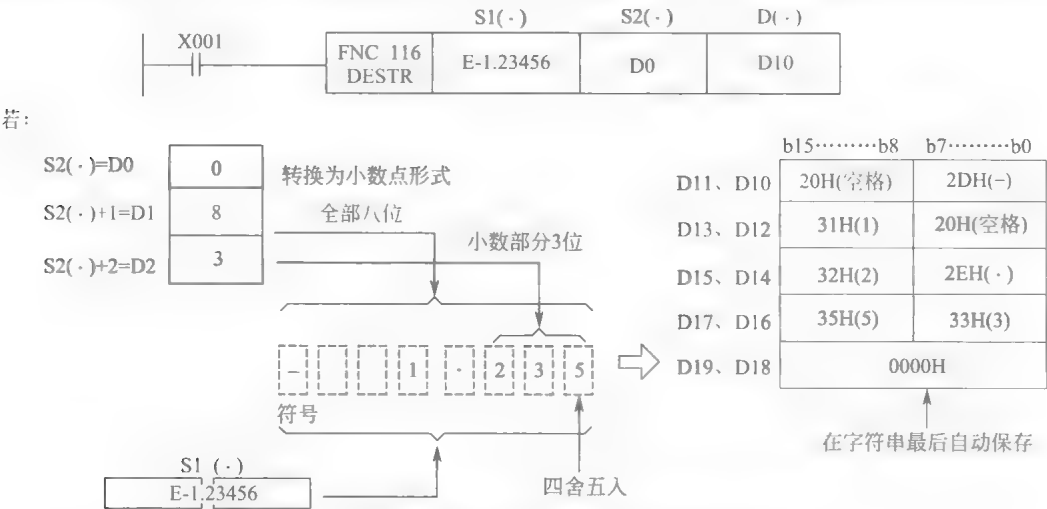 S1(·) S2(·) D(·)
X001
FNC 116 DESTR E-1.23456 D0 D10
若:
b15………b8 b7………b0
S2(·)=D0 0 转换为小数点形式
S2(·)+1=D1 8 全部八位
S2(·)+2=D2 3 小数部分3位
D11、D10 20H(空格) 2DH(−)
D13、D12 31H(1) 20H(空格)
D15、D14 32H(2) 2EH(·)
D17、D16 35H(5) 33H(3)
D19、D18 0000H
− 1 · 2 3 5
符号
在字符串最后自动保存
S1 (·)
E-1.23456
四舍五入